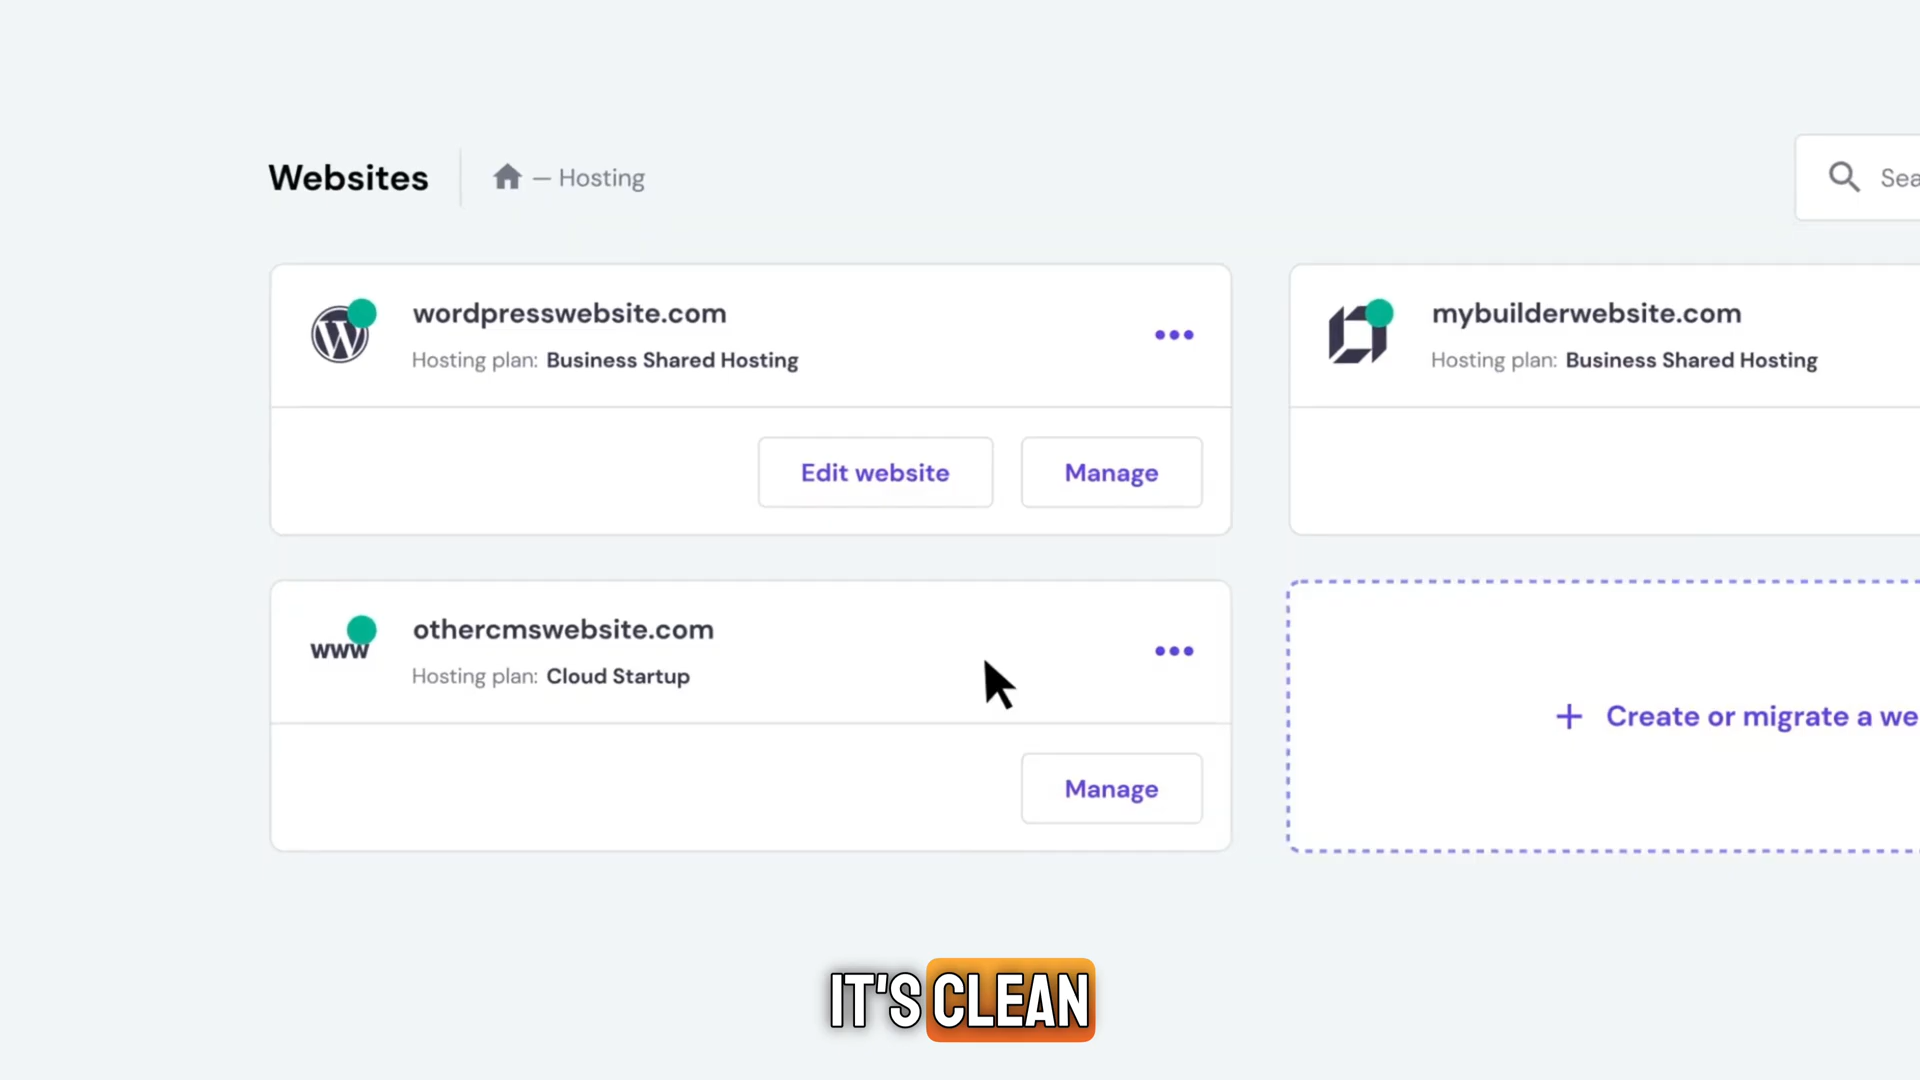 Websites
— Hosting
Sea
wordpresswebsite.com
Hosting plan: Business Shared Hosting
Edit website
Manage
mybuilderwebsite.com
Hosting plan: Business Shared Hosting
www
othercmswebsite.com
Hosting plan: Cloud Startup
Manage
+ Create or migrate a we
IT'S CLEAN